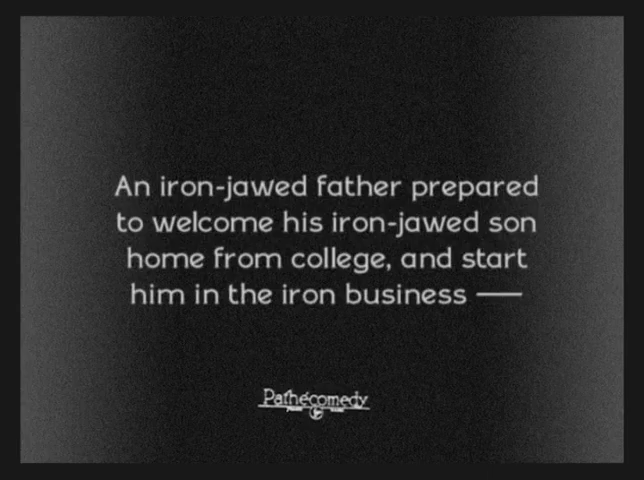 An iron-jawed father prepared
to welcome his iron-jawed son
home from college, and start
him in the iron business —
Pathécomedy